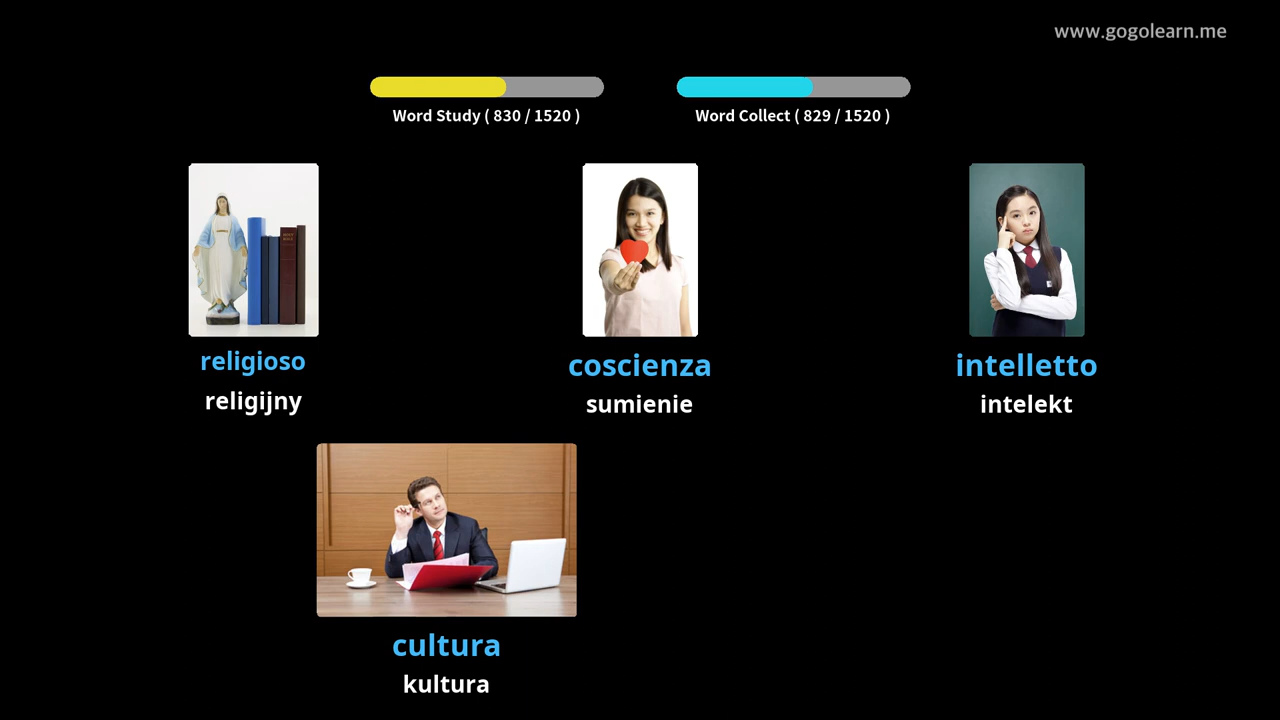 www.gogolearn.me
Word Study ( 830 / 1520 )
Word Collect ( 829 / 1520 )
religioso
religijny
coscienza
sumienie
intelletto
intelekt
cultura
kultura